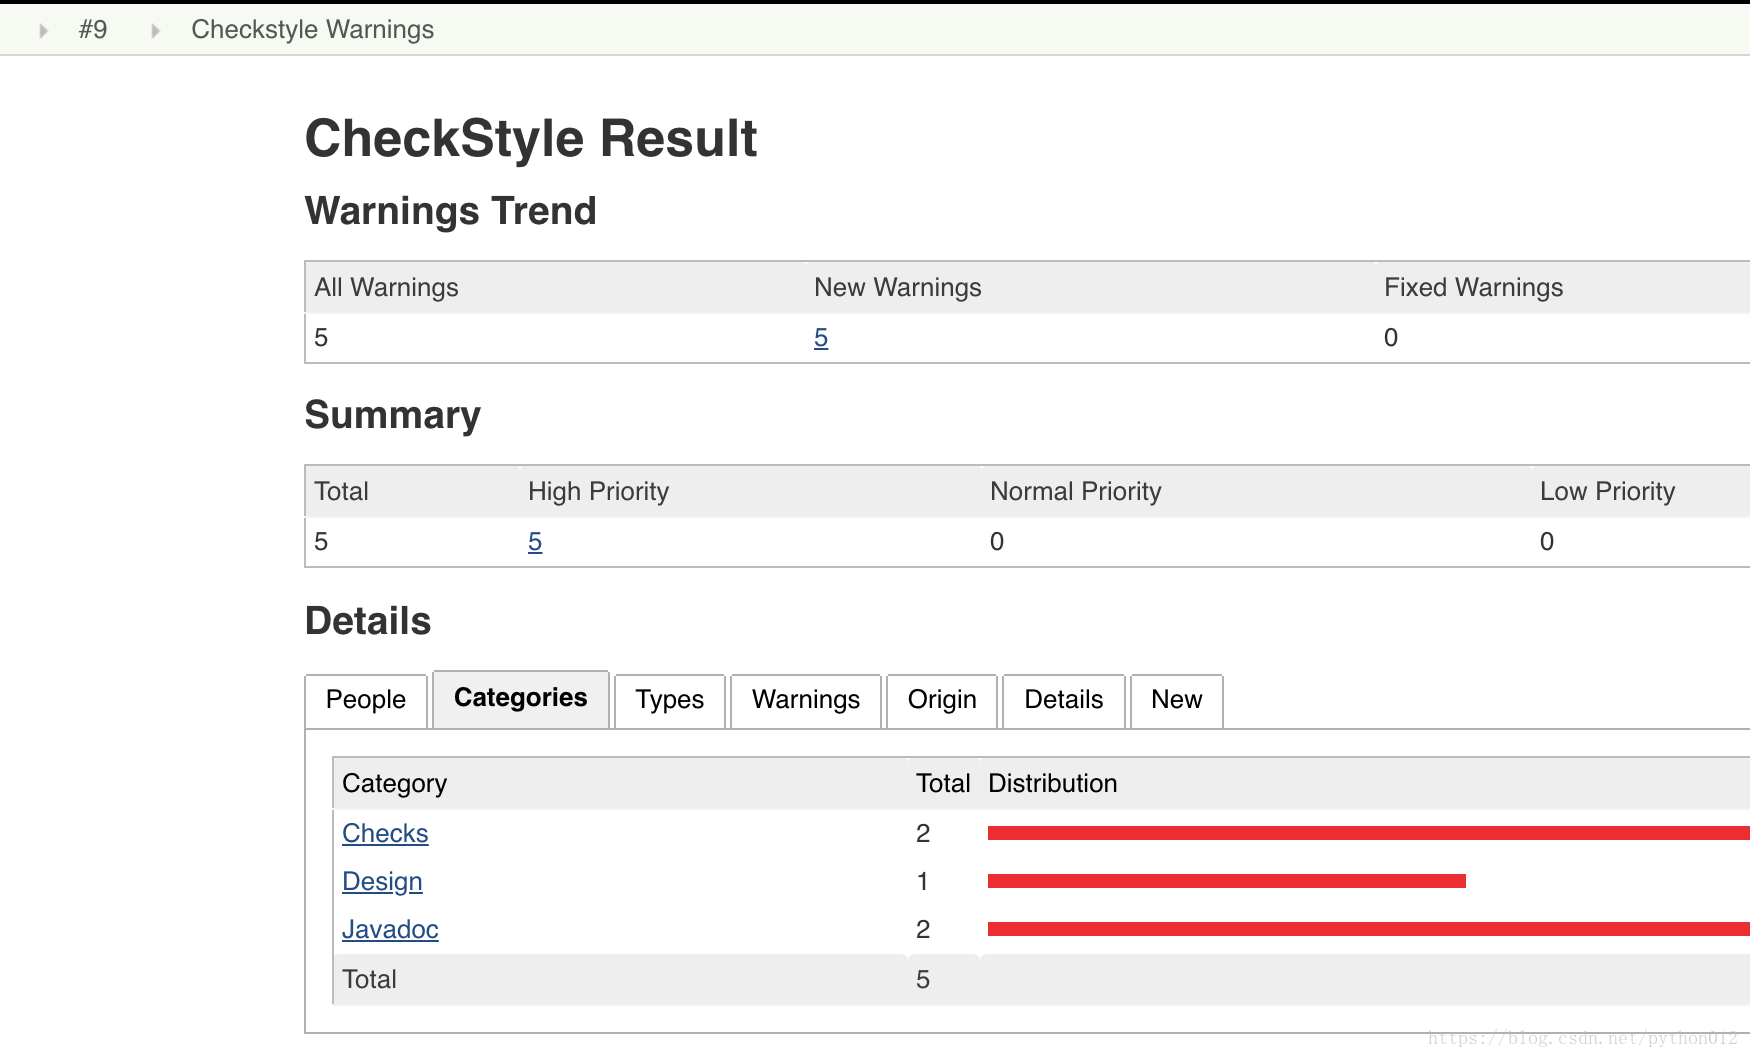 #9 Checkstyle Warnings
CheckStyle Result
Warnings Trend
All Warnings New Warnings Fixed Warnings
5 5 0
Summary
Total High Priority Normal Priority Low Priority
5 5 0 0
Details
People Categories Types Warnings Origin Details New
Category Total Distribution
Checks 2
Design 1
Javadoc 2
Total 5
https://blog.csdn.net/python012